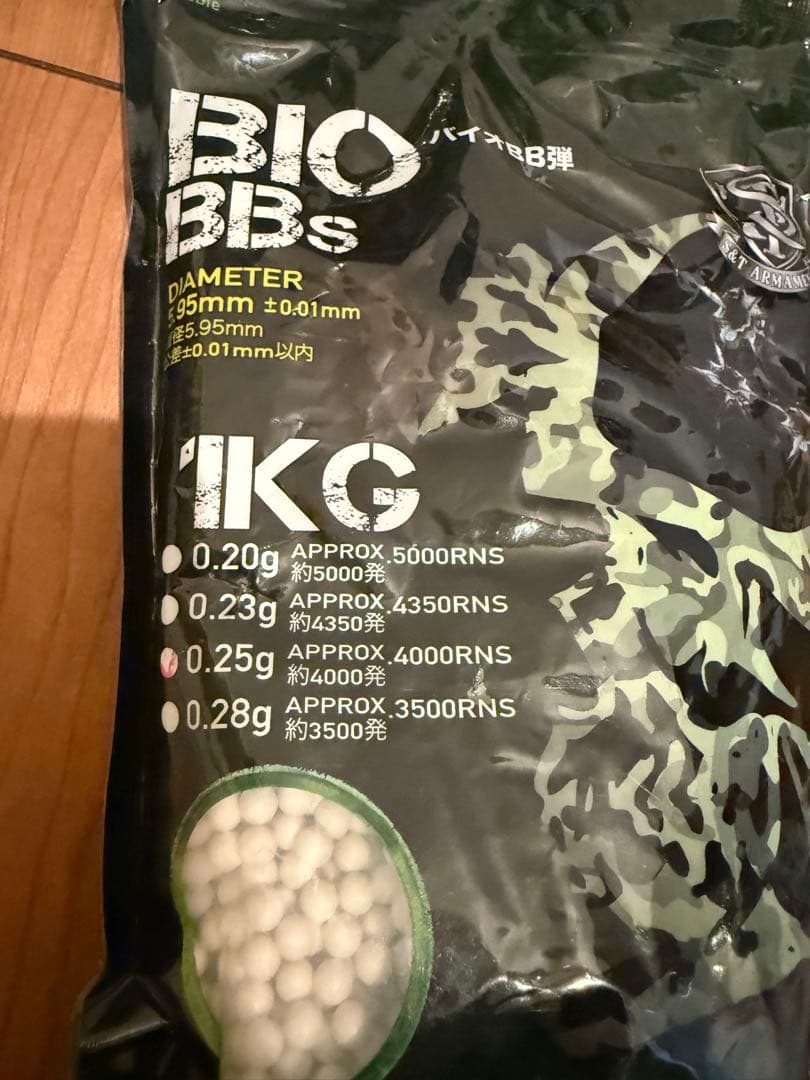 BIO
バイオBB弾
BBs
S&T ARMAMENT
DIAMETER
5.95mm ±0.01mm
直径5.95mm
公差±0.01mm以内
1KG
0.20g APPROX.5000RNS
約5000発
0.23g APPROX.4350RNS
約4350発
0.25g APPROX.4000RNS
約4000発
0.28g APPROX.3500RNS
約3500発